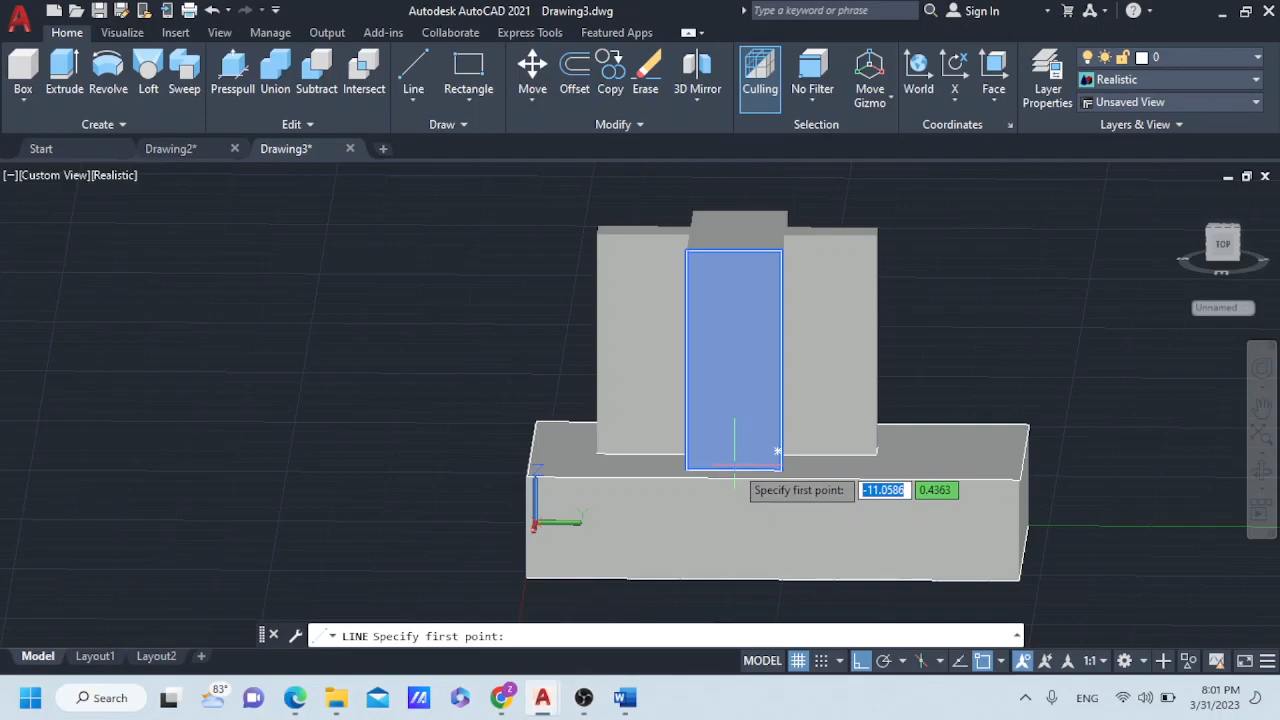 Autodesk AutoCAD 2021 Drawing3.dwg Type a keyword or phrase Sign In
Home Visualize Insert View Manage Output Add-ins Collaborate Express Tools Featured Apps
Box Extrude Revolve Loft Sweep Presspull Union Subtract Intersect Line Rectangle Move Offset Copy Erase 3D Mirror Culling No Filter Move Gizmo World X Face Layer Properties 0
Realistic
Unsaved View
Create Edit Draw Modify Selection Coordinates Layers & View
Start Drawing2* Drawing3*
[−][Custom View][Realistic]
TOP
Unnamed
Z
Y
Specify first point: -11.0586 0.4363
LINE Specify first point:
Model Layout1 Layout2 MODEL 1:1
83°
Search
Z
W
ENG
8:01 PM
3/31/2023